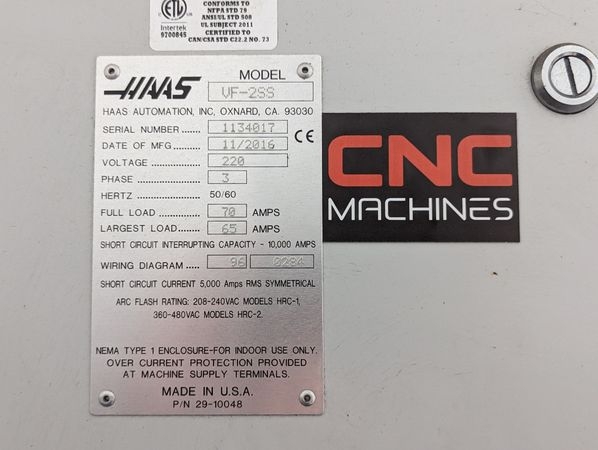 CONFORMS TO
NFPA STD 79
ANSI/UL STD 508
UL SUBJECT 2011
CERTIFIED TO
CAN/CSA STD C22.2 NO. 73
ETL
Intertek
9700845
HAAS
MODEL
VF-2SS
HAAS AUTOMATION, INC, OXNARD, CA. 93030
SERIAL NUMBER ...... 1134017
DATE OF MFG ........ 11/2016
CE
VOLTAGE ................ 220
PHASE ..................... 3
HERTZ 50/60
FULL LOAD ........ 70 AMPS
LARGEST LOAD.... 65 AMPS
SHORT CIRCUIT INTERRUPTING CAPACITY - 10,000 AMPS
WIRING DIAGRAM ..... 96 0284
SHORT CIRCUIT CURRENT 5,000 Amps RMS SYMMETRICAL
ARC FLASH RATING: 208-240VAC MODELS HRC-1,
360-480VAC MODELS HRC-2.
NEMA TYPE 1 ENCLOSURE-FOR INDOOR USE ONLY.
OVER CURRENT PROTECTION PROVIDED
AT MACHINE SUPPLY TERMINALS.
MADE IN U.S.A.
P/N 29-10048
CNC
MACHINES